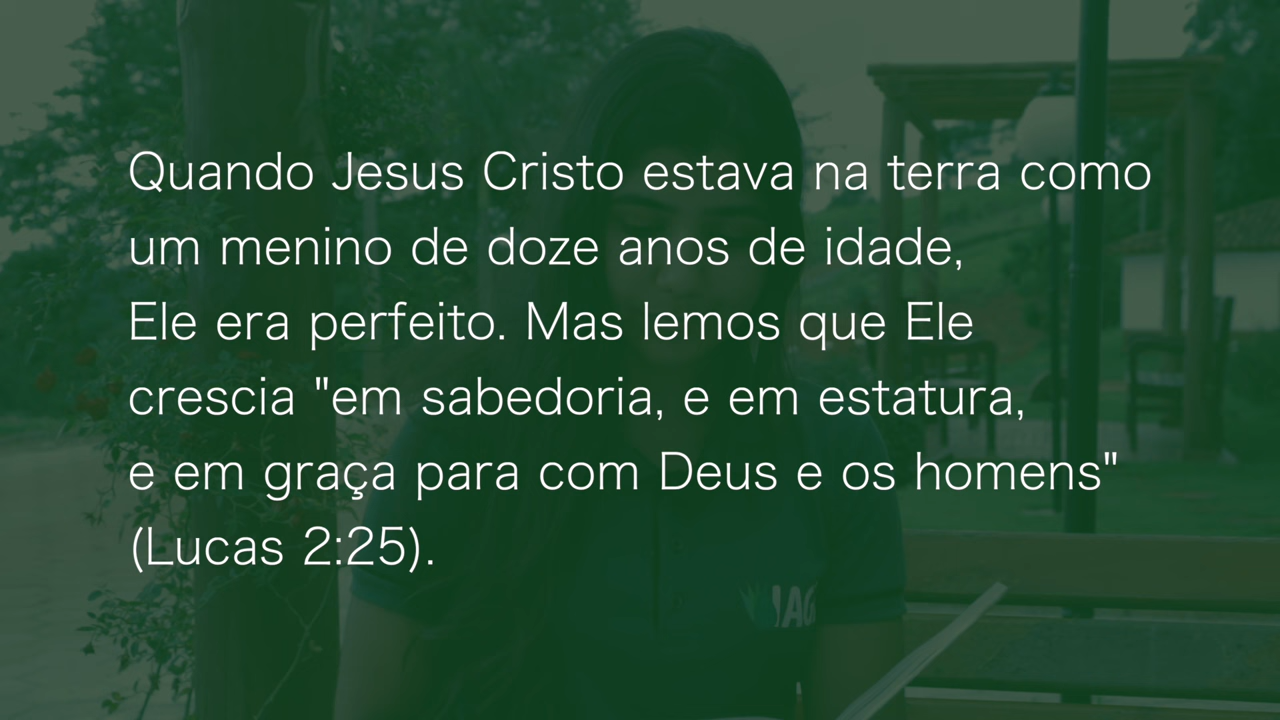 Quando Jesus Cristo estava na terra como
um menino de doze anos de idade,
Ele era perfeito. Mas lemos que Ele
crescia "em sabedoria, e em estatura,
e em graça para com Deus e os homens"
(Lucas 2:25).